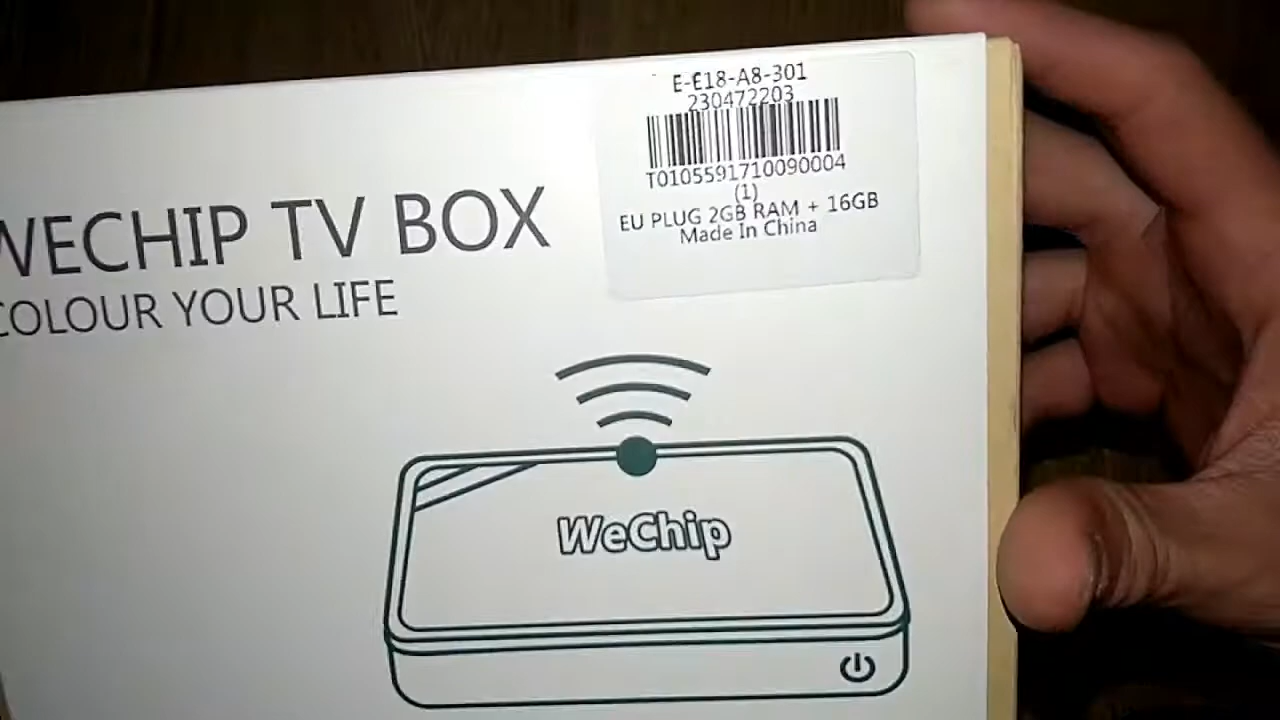 E-E18-A8-301
230472203
T0105591710090004
(1)
EU PLUG 2GB RAM + 16GB
Made In China
WECHIP TV BOX
COLOUR YOUR LIFE
WeChip